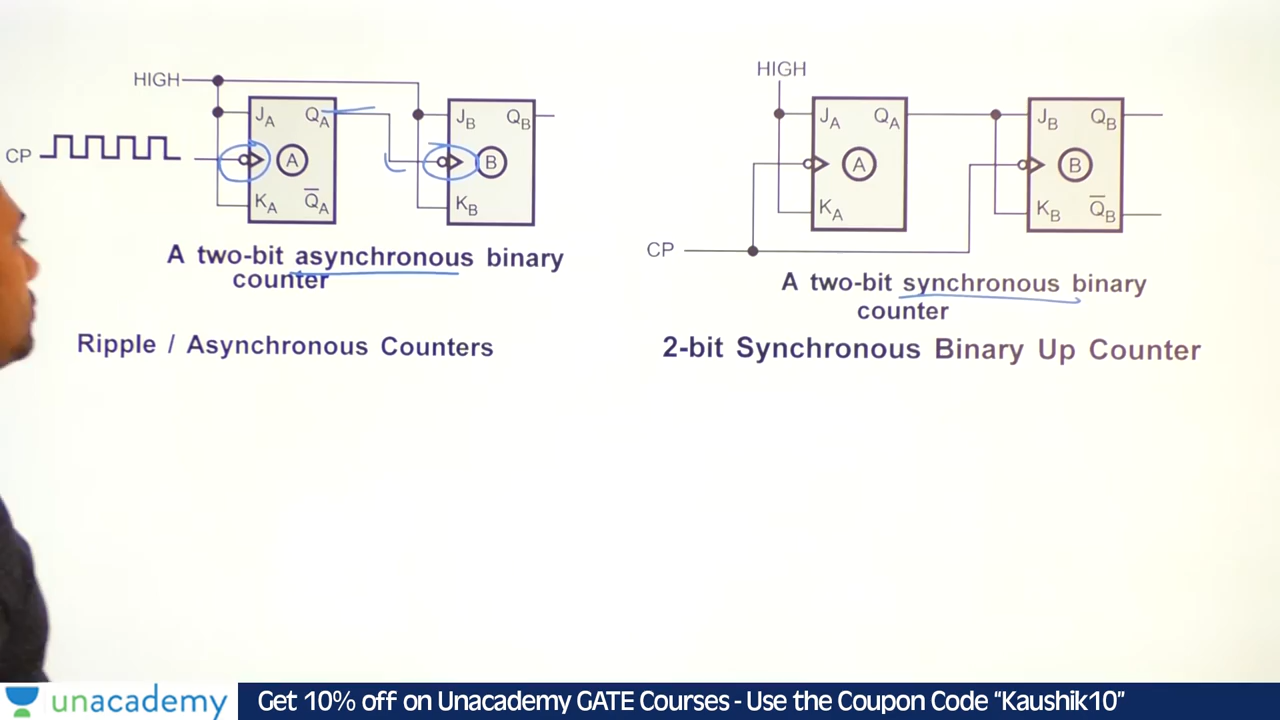 HIGH
J_A Q_A
CP
A
K_A Q̅_A
J_B Q_B
B
K_B
A two-bit asynchronous binary
counter
Ripple / Asynchronous Counters
HIGH
J_A Q_A
A
K_A
CP
J_B Q_B
B
K_B Q̅_B
A two-bit synchronous binary
counter
2-bit Synchronous Binary Up Counter
unacademy
Get 10% off on Unacademy GATE Courses - Use the Coupon Code “Kaushik10”